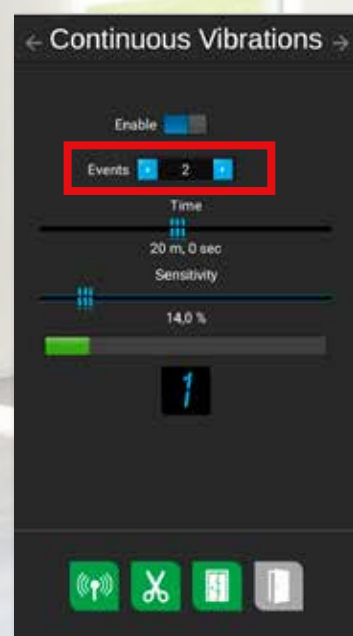 ← Continuous Vibrations →
Enable
Events 2
Time
20 m, 0 sec
Sensitivity
14,0 %
1